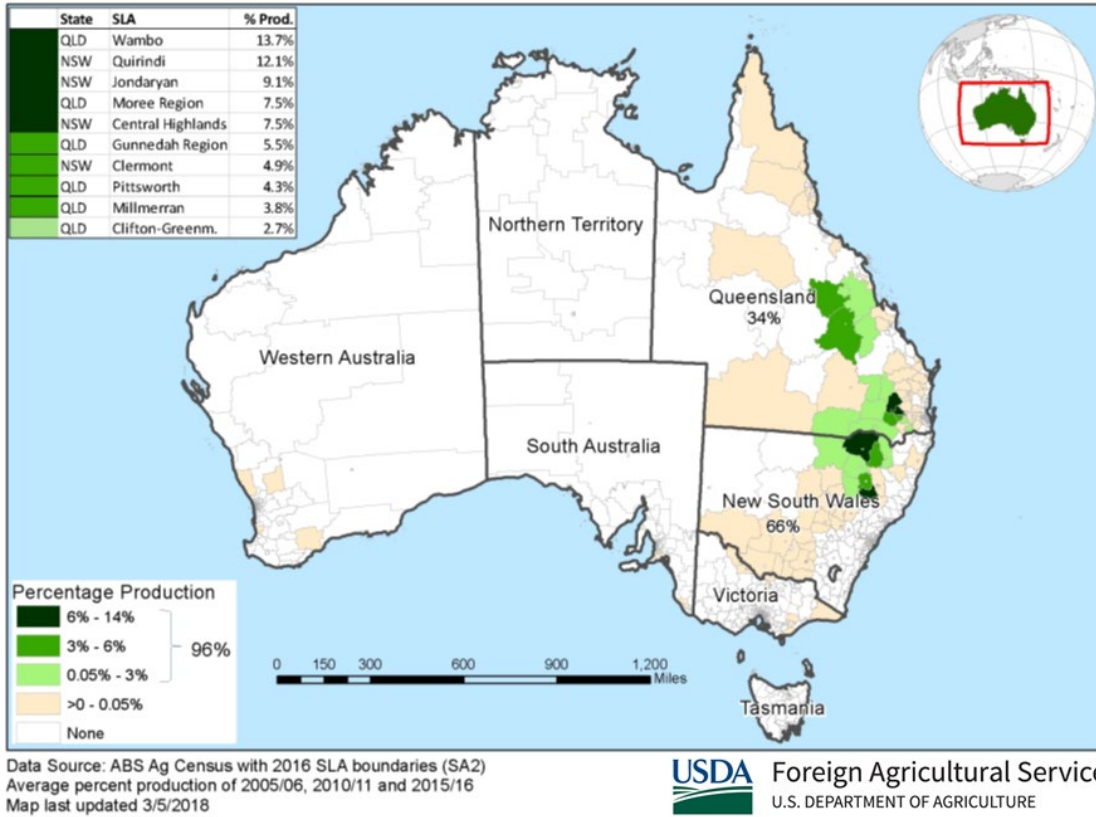 State SLA % Prod.
QLD Wambo 13.7%
NSW Quirindi 12.1%
NSW Jondaryan 9.1%
QLD Moree Region 7.5%
NSW Central Highlands 7.5%
QLD Gunnedah Region 5.5%
NSW Clermont 4.9%
QLD Pittsworth 4.3%
QLD Millmerran 3.8%
QLD Clifton-Greenm. 2.7%
Northern Territory
Queensland
34%
Western Australia
South Australia
New South Wales
66%
Victoria
Tasmania
Percentage Production
6% - 14%
3% - 6%
0.05% - 3%
96%
>0 - 0.05%
None
0 150 300 600 900 1,200
Miles
Data Source: ABS Ag Census with 2016 SLA boundaries (SA2)
Average percent production of 2005/06, 2010/11 and 2015/16
Map last updated 3/5/2018
USDA
Foreign Agricultural Service
U.S. DEPARTMENT OF AGRICULTURE